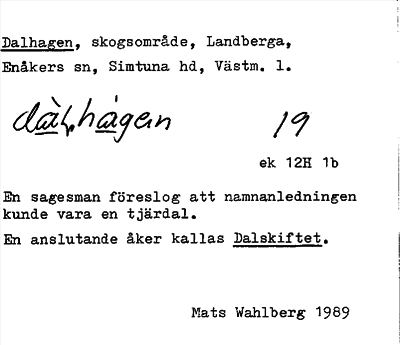 Dalhagen, skogsområde, Landberga,
Enåkers sn, Simtuna hd, Västm. l.
19
ek 12H 1b
En sagesman föreslog att namnanledningen
kunde vara en tjärdal.
En anslutande åker kallas Dalskiftet.
Mats Wahlberg 1989